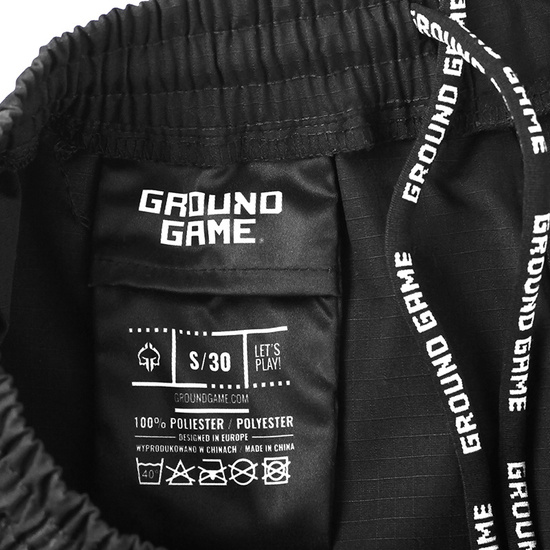 GROUND
GAME®
S/30
LET'S
PLAY!
GROUNDGAME.COM
100% POLIESTER / POLYESTER
DESIGNED IN EUROPE
WYPRODUKOWANO W CHINACH / MADE IN CHINA
40°
GROUND GAME
GROUND GAME
GROUND GAME
GROUND GAME